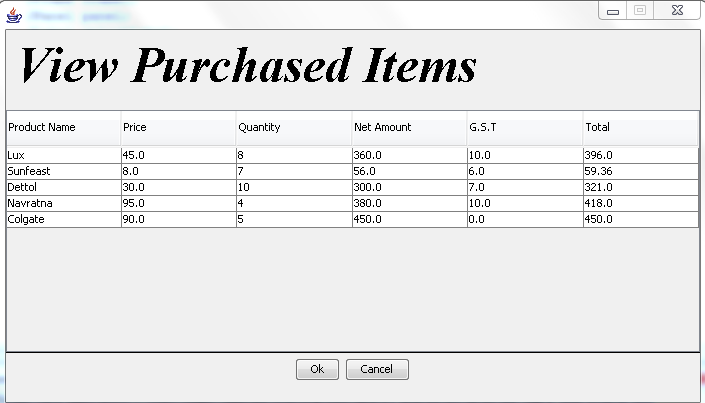 View Purchased Items
Product Name Price Quantity Net Amount G.S.T Total
Lux 45.0 8 360.0 10.0 396.0
Sunfeast 8.0 7 56.0 6.0 59.36
Dettol 30.0 10 300.0 7.0 321.0
Navratna 95.0 4 380.0 10.0 418.0
Colgate 90.0 5 450.0 0.0 450.0
Ok Cancel